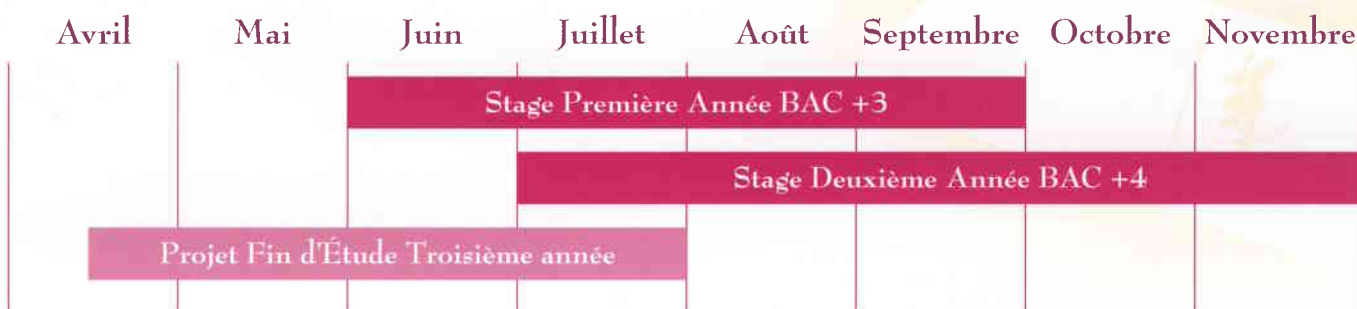 Avril Mai Juin Juillet Août Septembre Octobre Novembre
Stage Première Année BAC +3
Stage Deuxième Année BAC +4
Projet Fin d'Étude Troisième année